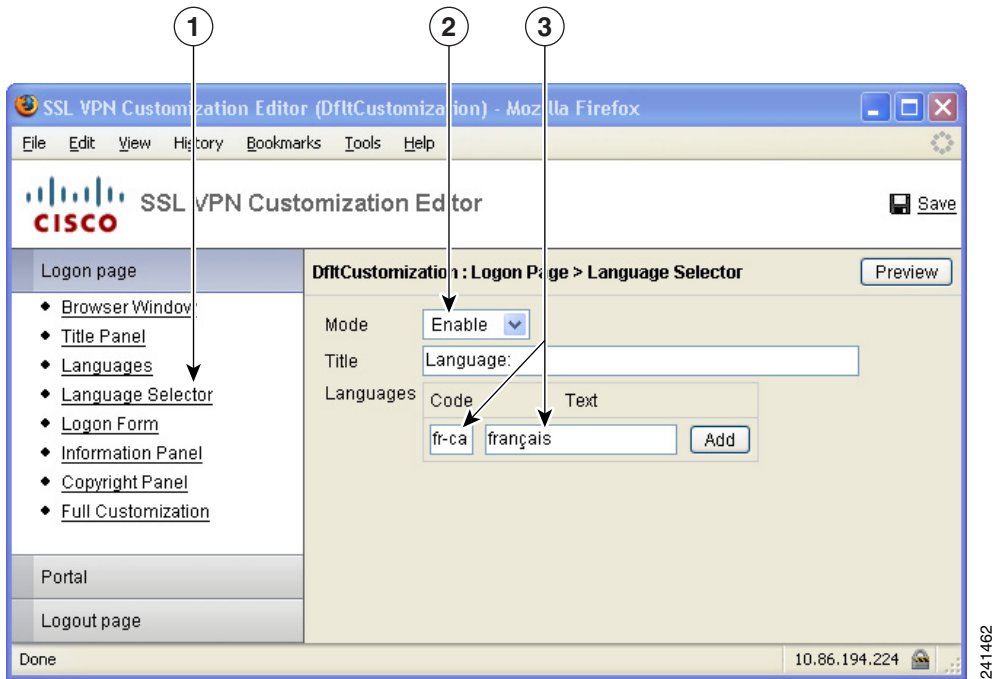 1 2 3
SSL VPN Customization Editor (DfltCustomization) - Mozilla Firefox
File Edit View History Bookmarks Tools Help
CISCO SSL VPN Customization Editor Save
Logon page
Browser Window
Title Panel
Languages
Language Selector
Logon Form
Information Panel
Copyright Panel
Full Customization
Portal
Logout page
DfltCustomization : Logon Page > Language Selector Preview
Mode Enable
Title Language:
Languages Code Text
fr-ca français Add
Done 10.86.194.224
241462